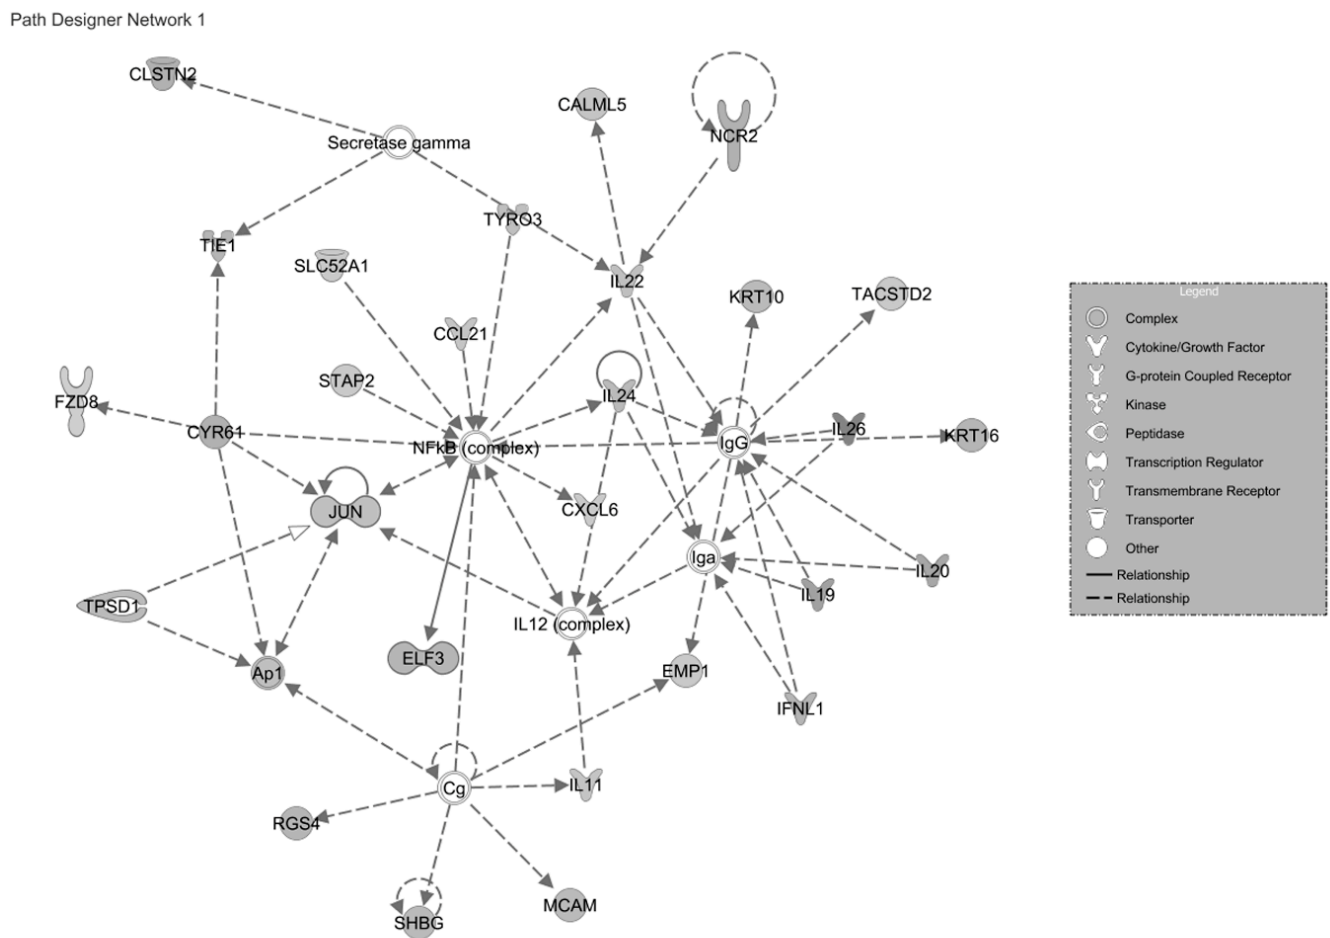 Path Designer Network 1
CLSTN2
CALML5
NCR2
Secretase gamma
TYRO3
TIE1
SLC52A1
IL22
KRT10
TACSTD2
CCL21
STAP2
IL24
FZD8
CYR61
NFkB (complex)
IgG
IL26
KRT16
JUN
CXCL6
Iga
IL20
IL19
TPSD1
IL12 (complex)
ELF3
Ap1
EMP1
IFNL1
Cg
IL11
RGS4
MCAM
SHBG
Legend
Complex
Cytokine/Growth Factor
G-protein Coupled Receptor
Kinase
Peptidase
Transcription Regulator
Transmembrane Receptor
Transporter
Other
Relationship
Relationship